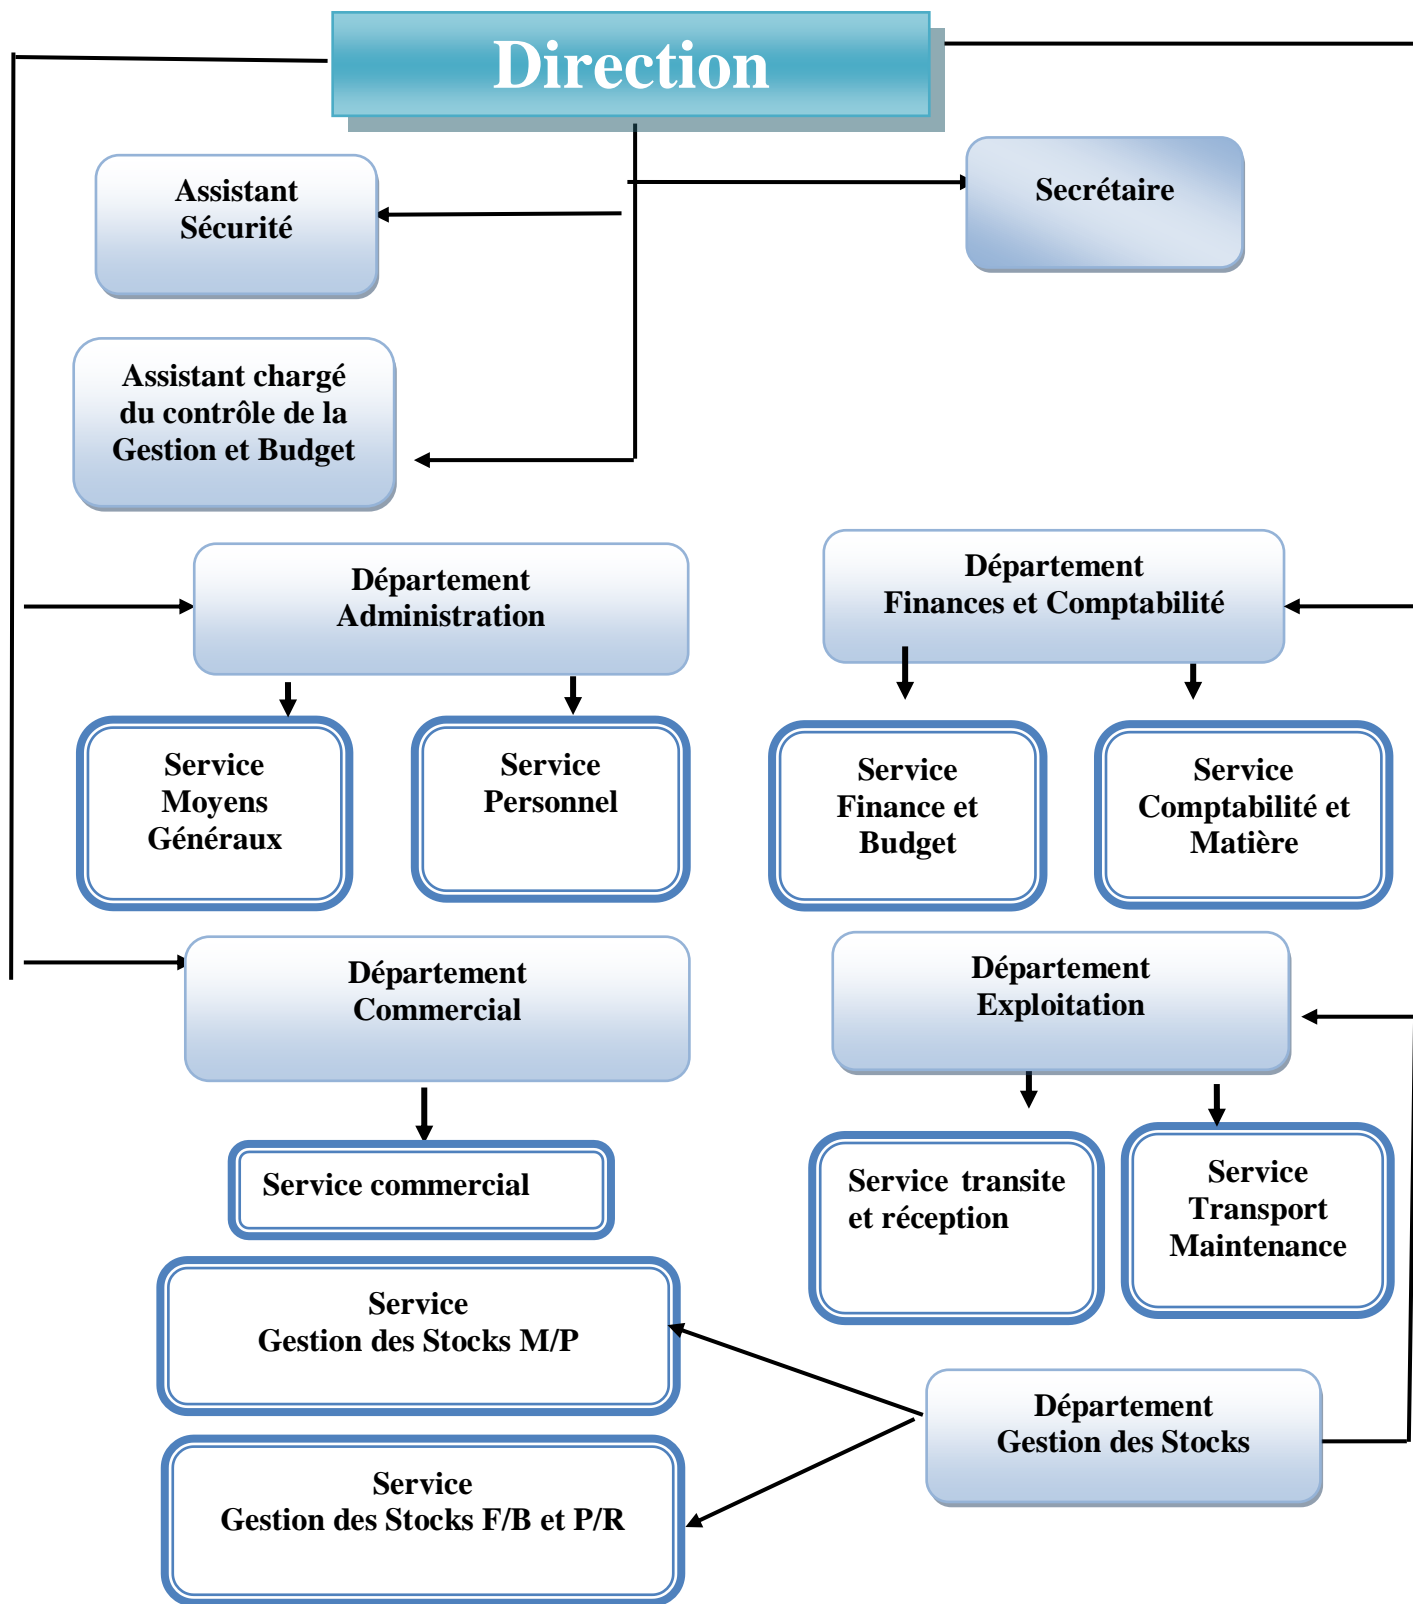 Direction
Assistant
Sécurité
Secrétaire
Assistant chargé
du contrôle de la
Gestion et Budget
Département
Administration
Département
Finances et Comptabilité
Service
Moyens
Généraux
Service
Personnel
Service
Finance et
Budget
Service
Comptabilité et
Matière
Département
Commercial
Département
Exploitation
Service commercial
Service transite
et réception
Service
Transport
Maintenance
Service
Gestion des Stocks M/P
Département
Gestion des Stocks
Service
Gestion des Stocks F/B et P/R